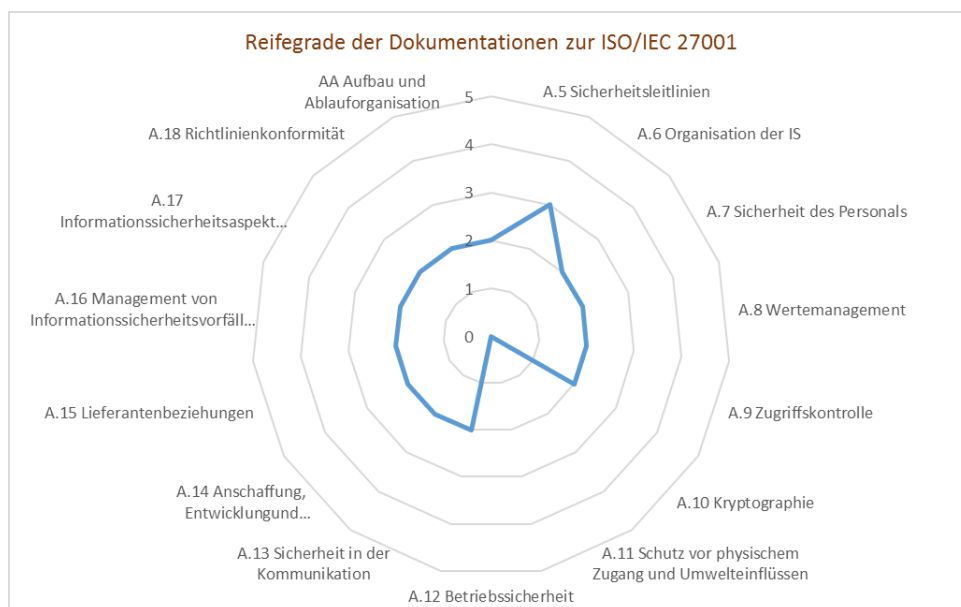 Reifegrade der Dokumentationen zur ISO/IEC 27001
AA Aufbau und
Ablauforganisation
5
4
3
2
1
0
A.5 Sicherheitsleitlinien
A.6 Organisation der IS
A.7 Sicherheit des Personals
A.8 Wertemanagement
A.9 Zugriffskontrolle
A.10 Kryptographie
A.11 Schutz vor physischem
Zugang und Umwelteinflüssen
A.12 Betriebssicherheit
A.13 Sicherheit in der
Kommunikation
A.14 Anschaffung,
Entwicklungund...
A.15 Lieferantenbeziehungen
A.16 Management von
Informationssicherheitsvorfäll...
A.17
Informationssicherheitsaspekt...
A.18 Richtlinienkonformität